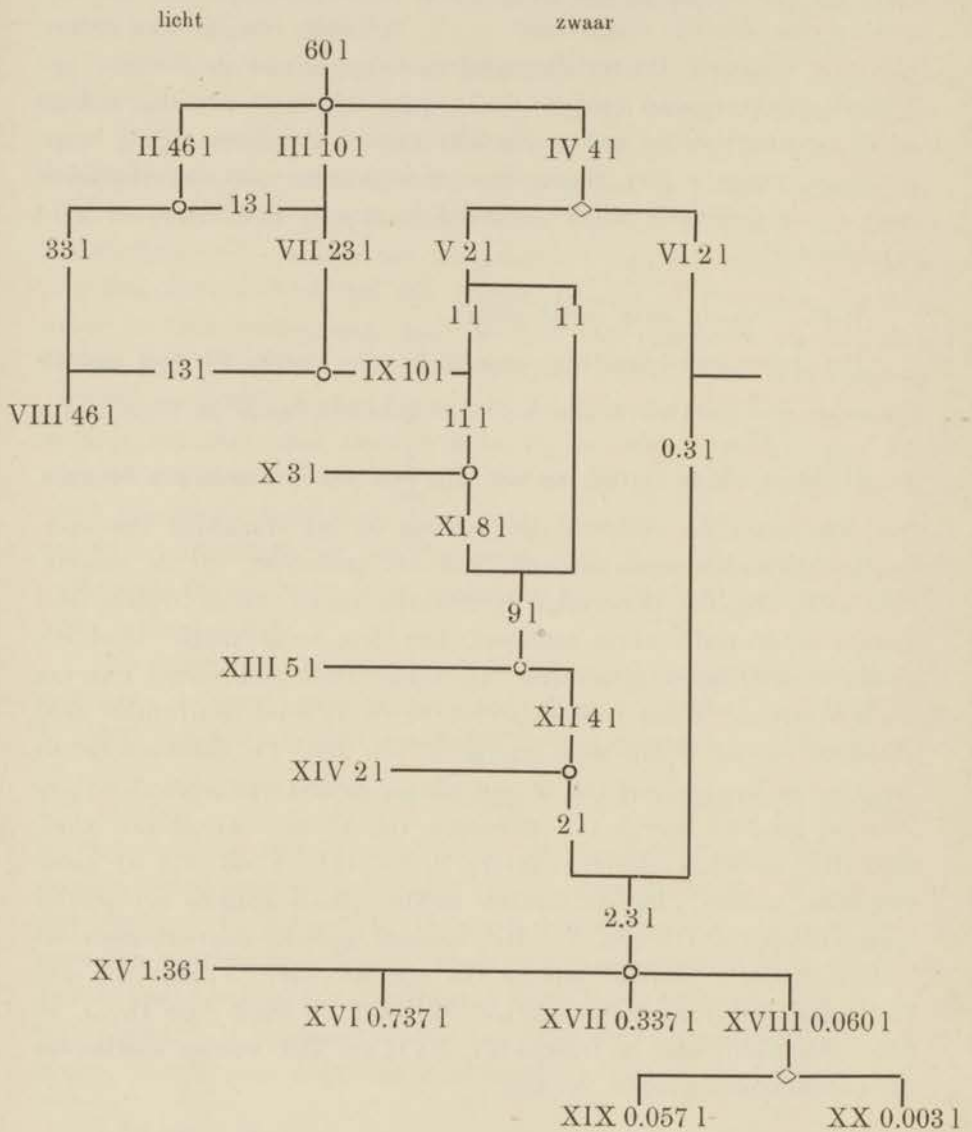 licht zwaar
60 l
II 46 l III 10 l IV 4 l
13 l
33 l VII 23 l V 2 l VI 2 l
1 l 1 l
13 l IX 10 l
VIII 46 l 11 l
0.3 l
X 3 l
XI 8 l
9 l
XIII 5 l
XII 4 l
XIV 2 l
2 l
2.3 l
XV 1.36 l
XVI 0.737 l XVII 0.337 l XVIII 0.060 l
XIX 0.057 l XX 0.003 l